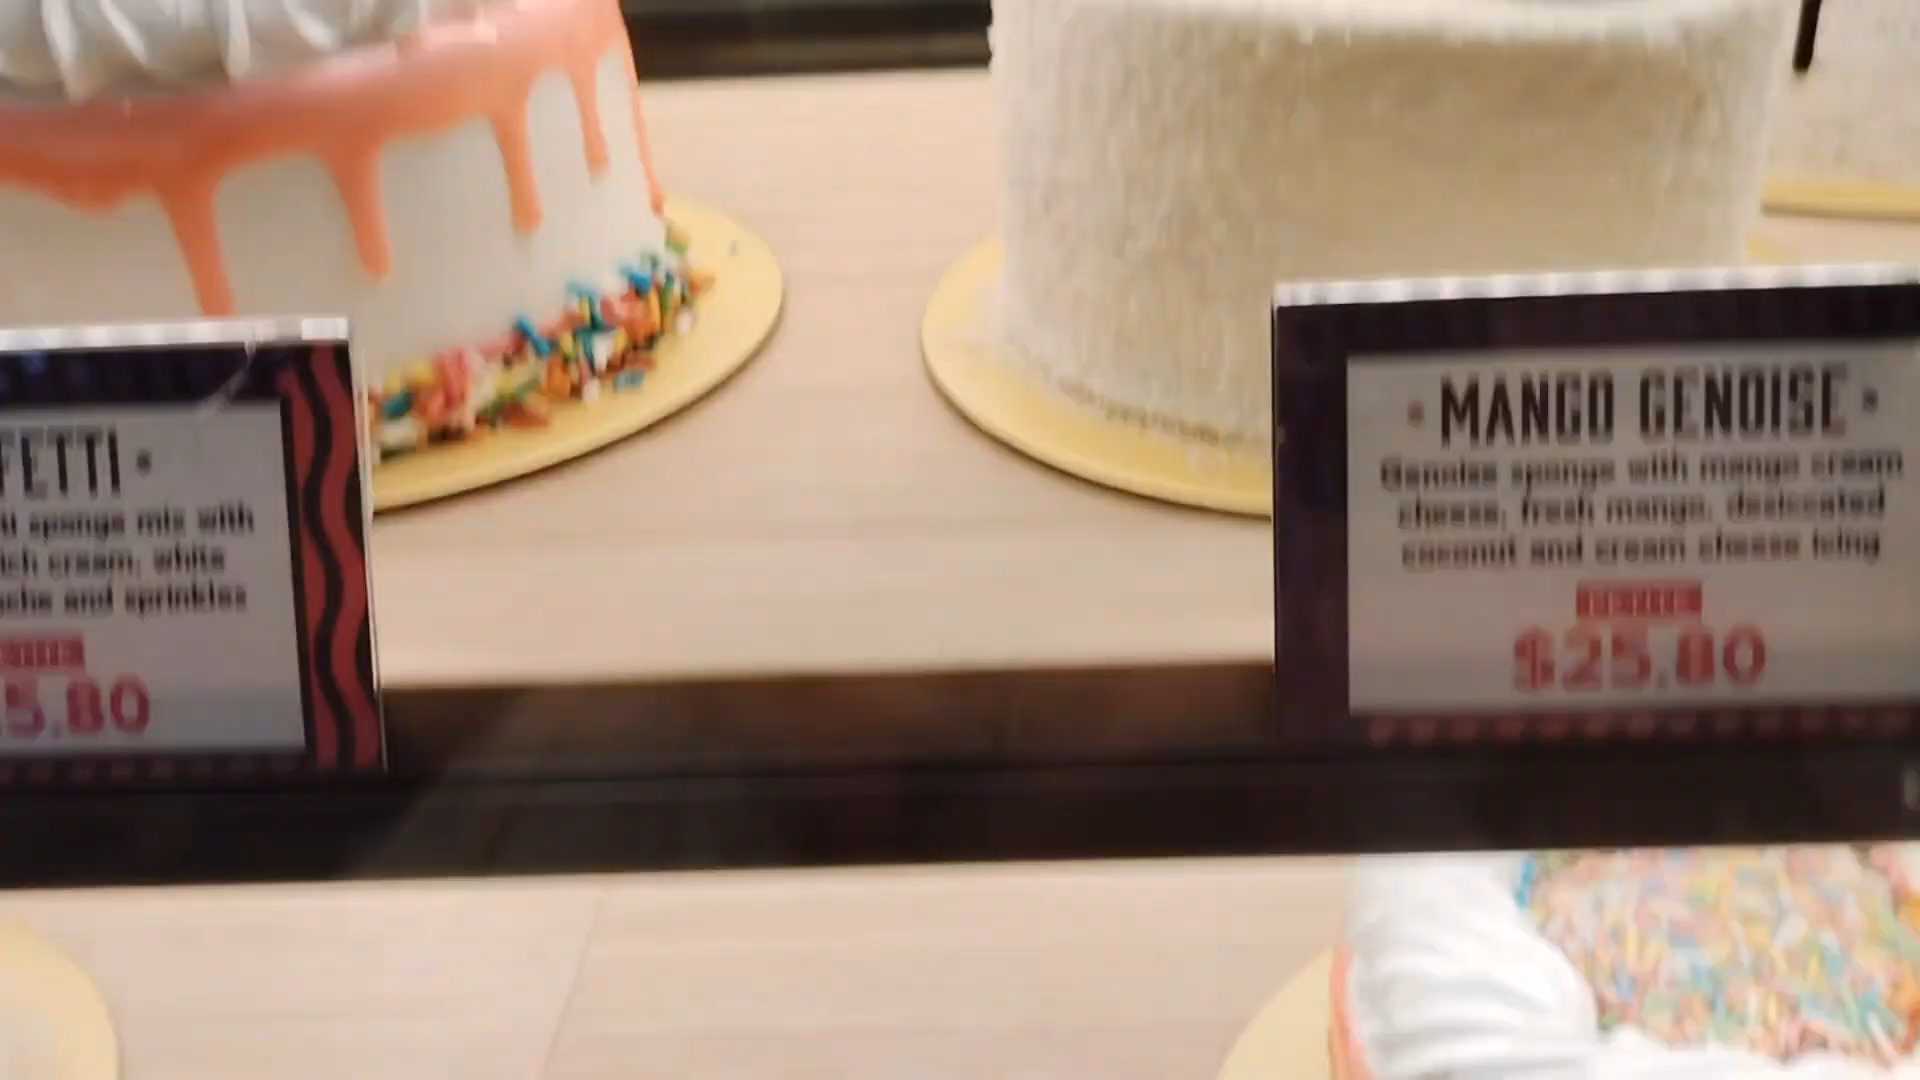 FETTI
sponge mix with
cream, white
and sprinkles
5.80
MANGO GENOISE
Genoise sponge with mango cream
cheese, fresh mango, desiccated
coconut and cream cheese icing
$25.80